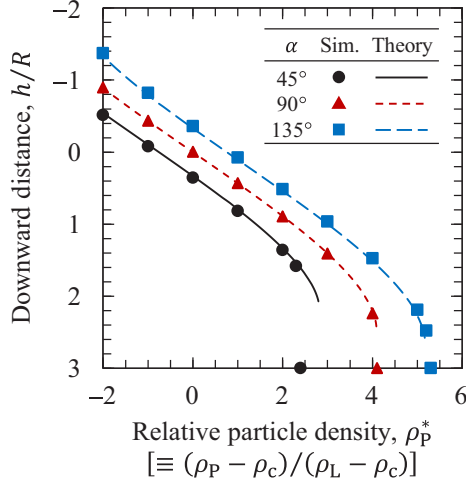 −2
−1
0
1
2
3
Downward distance, h/R
α Sim. Theory
45°
90°
135°
−2 0 2 4 6
Relative particle density, ρ*P
[≡ (ρP − ρc)/(ρL − ρc)]